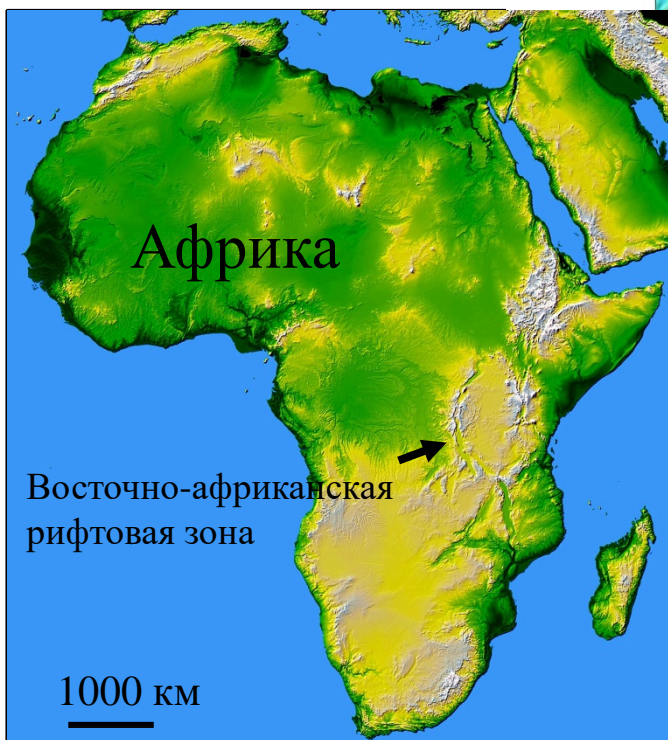 Африка
Восточно-африканская
рифтовая зона
1000 км